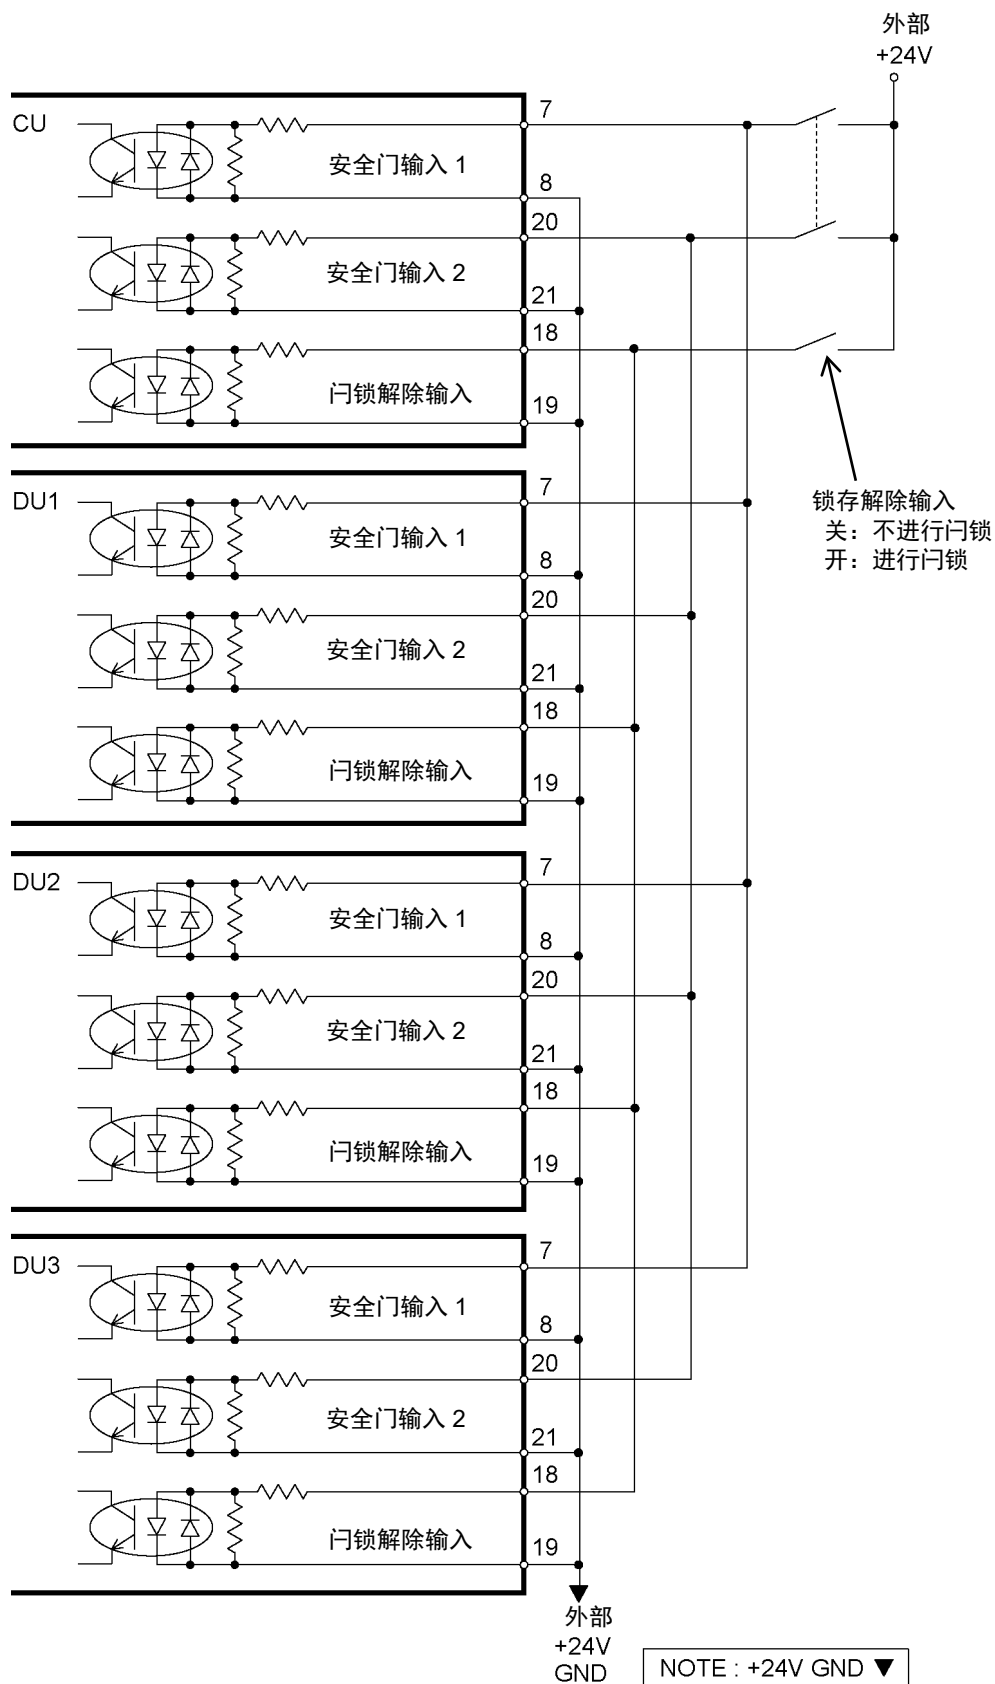 外部
+24V
CU
7
安全门输入 1
8
20
安全门输入 2
21
18
闩锁解除输入
19
锁存解除输入
关：不进行闩锁
开：进行闩锁
DU1
7
安全门输入 1
8
20
安全门输入 2
21
18
闩锁解除输入
19
DU2
7
安全门输入 1
8
20
安全门输入 2
21
18
闩锁解除输入
19
DU3
7
安全门输入 1
8
20
安全门输入 2
21
18
闩锁解除输入
19
外部
+24V
GND
NOTE : +24V GND ▼